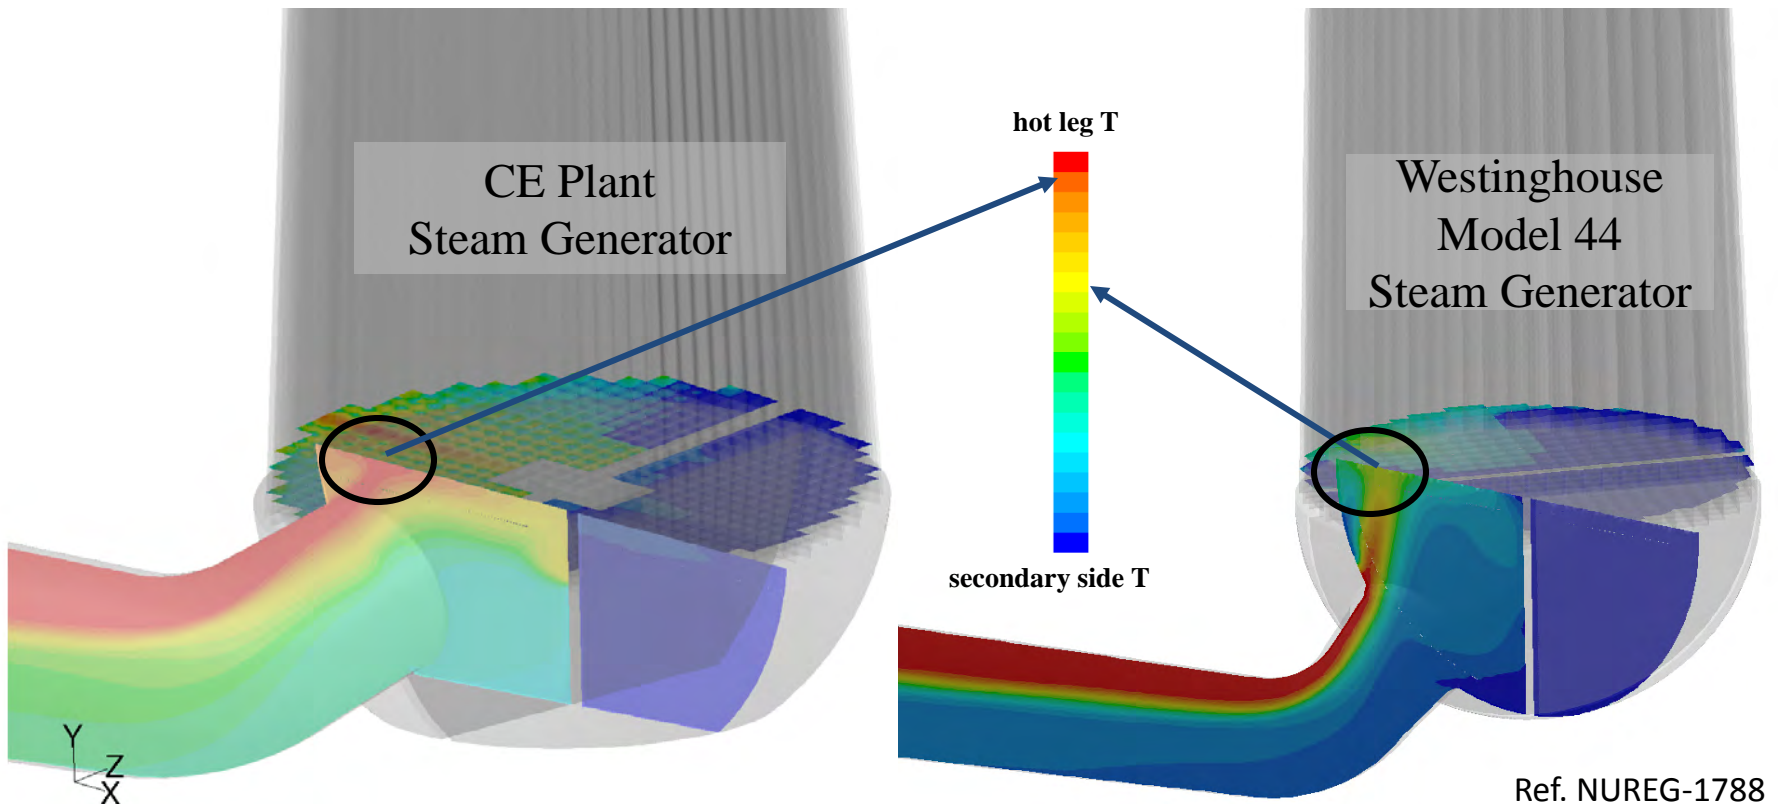 CE Plant
Steam Generator
hot leg T
secondary side T
Westinghouse
Model 44
Steam Generator
Y
Z
X
Ref. NUREG-1788